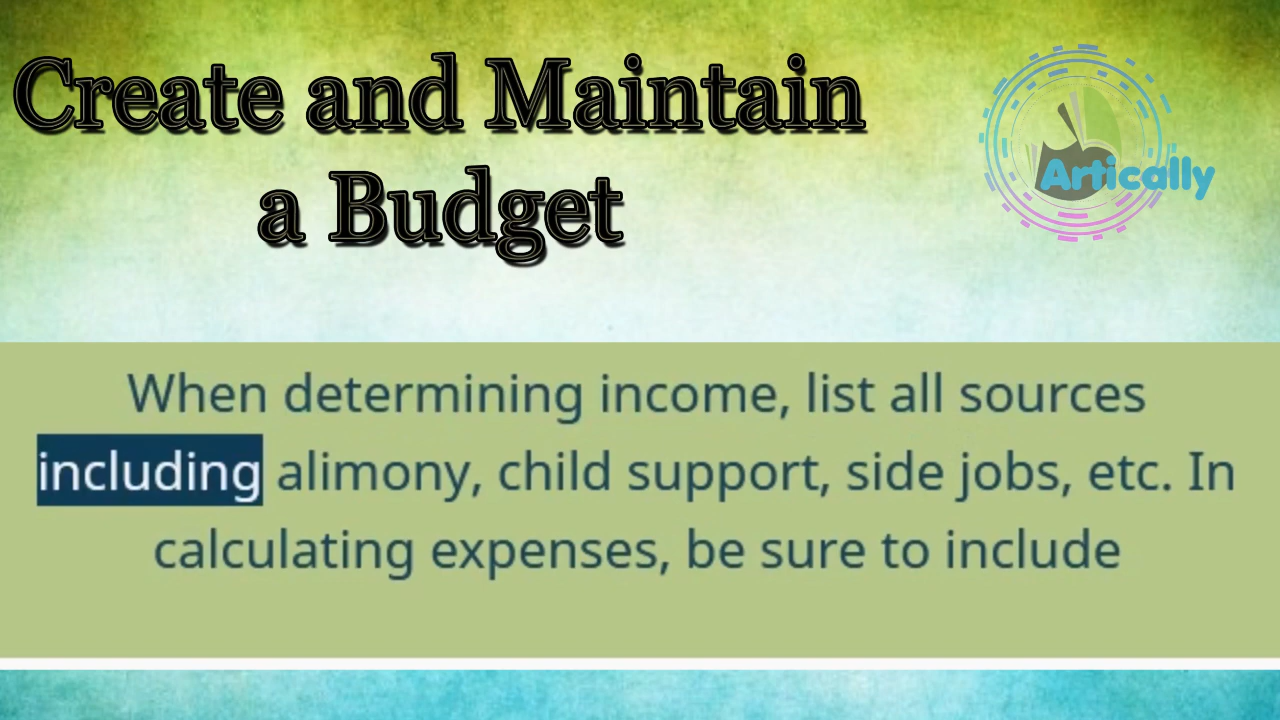 Create and Maintain
a Budget
Artically
When determining income, list all sources
including alimony, child support, side jobs, etc. In
calculating expenses, be sure to include